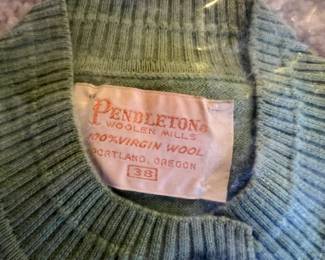 PENDLETON®
WOOLEN MILLS
100% VIRGIN WOOL
PORTLAND, OREGON
38